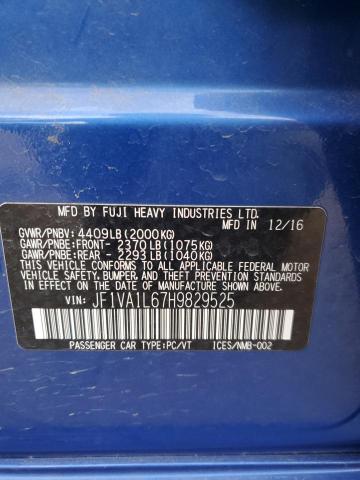 MFD BY FUJI HEAVY INDUSTRIES LTD.
MFD IN 12/16
GVWR/PNBV: 4409LB(2000KG)
GAWR/PNBE:FRONT- 2370LB(1075KG)
GAWR/PNBE:REAR - 2293LB(1040KG)
THIS VEHICLE CONFORMS TO ALL APPLICABLE FEDERAL MOTOR
VEHICLE SAFETY,BUMPER, AND THEFT PREVENTION STANDARDS
IN EFFECT ON THE DATE OF MANUFACTURE SHOWN ABOVE.
VIN: JF1VA1L67H9829525
PASSENGER CAR TYPE:PC/VT ICES/NMB-002